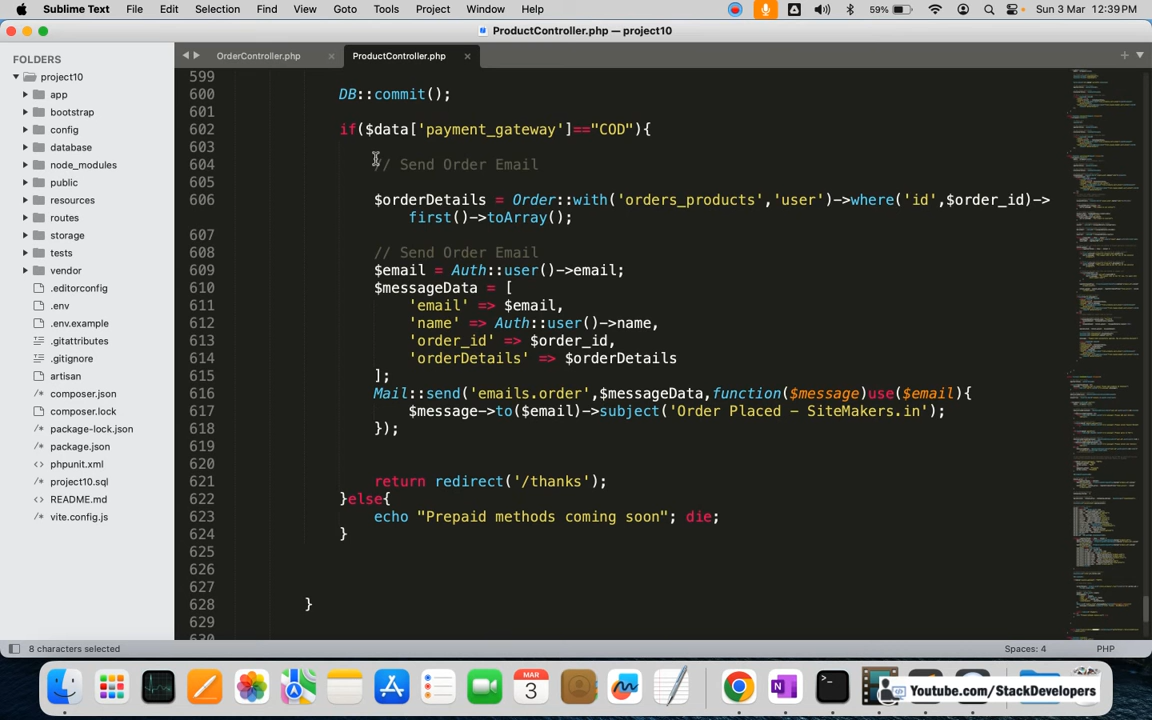 Sublime Text File Edit Selection Find View Goto Tools Project Window Help 59% Sun 3 Mar 12:39 PM
ProductController.php — project10
FOLDERS
project10
app
bootstrap
config
database
node_modules
public
resources
routes
storage
tests
vendor
.editorconfig
.env
.env.example
.gitattributes
.gitignore
artisan
composer.json
composer.lock
package-lock.json
package.json
phpunit.xml
project10.sql
README.md
vite.config.js
OrderController.php ProductController.php
599
600 DB::commit();
601
602 if($data['payment_gateway']=="COD"){
603
604 // Send Order Email
605
606 $orderDetails = Order::with('orders_products','user')->where('id',$order_id)->
first()->toArray();
607
608 // Send Order Email
609 $email = Auth::user()->email;
610 $messageData = [
611 'email' => $email,
612 'name' => Auth::user()->name,
613 'order_id' => $order_id,
614 'orderDetails' => $orderDetails
615 ];
616 Mail::send('emails.order',$messageData,function($message)use($email){
617 $message->to($email)->subject('Order Placed - SiteMakers.in');
618 });
619
620
621 return redirect('/thanks');
622 }else{
623 echo "Prepaid methods coming soon"; die;
624 }
625
626
627
628 }
629
630
8 characters selected Spaces: 4 PHP
MAR
3
Youtube.com/StackDevelopers